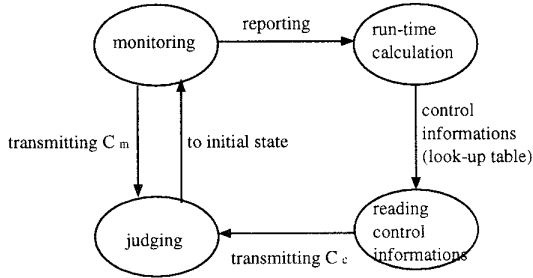 reporting
monitoring
run-time
calculation
control
informations
(look-up table)
transmitting C m
to initial state
reading
control
informations
judging
transmitting C c